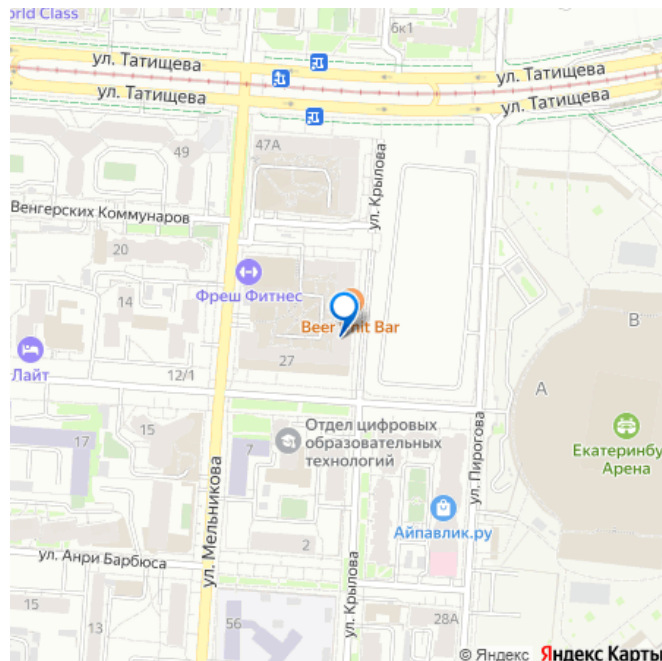 orld Class
6к1
ул. Татищева
ул. Татищева
ул. Татищева
ул. Татищева
47А
49
ул. Крылова
Венгерских Коммунаров
20
Фреш Фитнес
14
Beer
nit Bar
В
27
Лайт
12/1
А
Отдел цифровых
образовательных
технологий
15
17
7
ул. Пирогова
Екатеринбу
Арена
ул. Мельникова
Айпавлик.ру
2
ул. Анри Барбюса
ул. Крылова
15
13
56
28А
© Яндекс Яндекс Карты